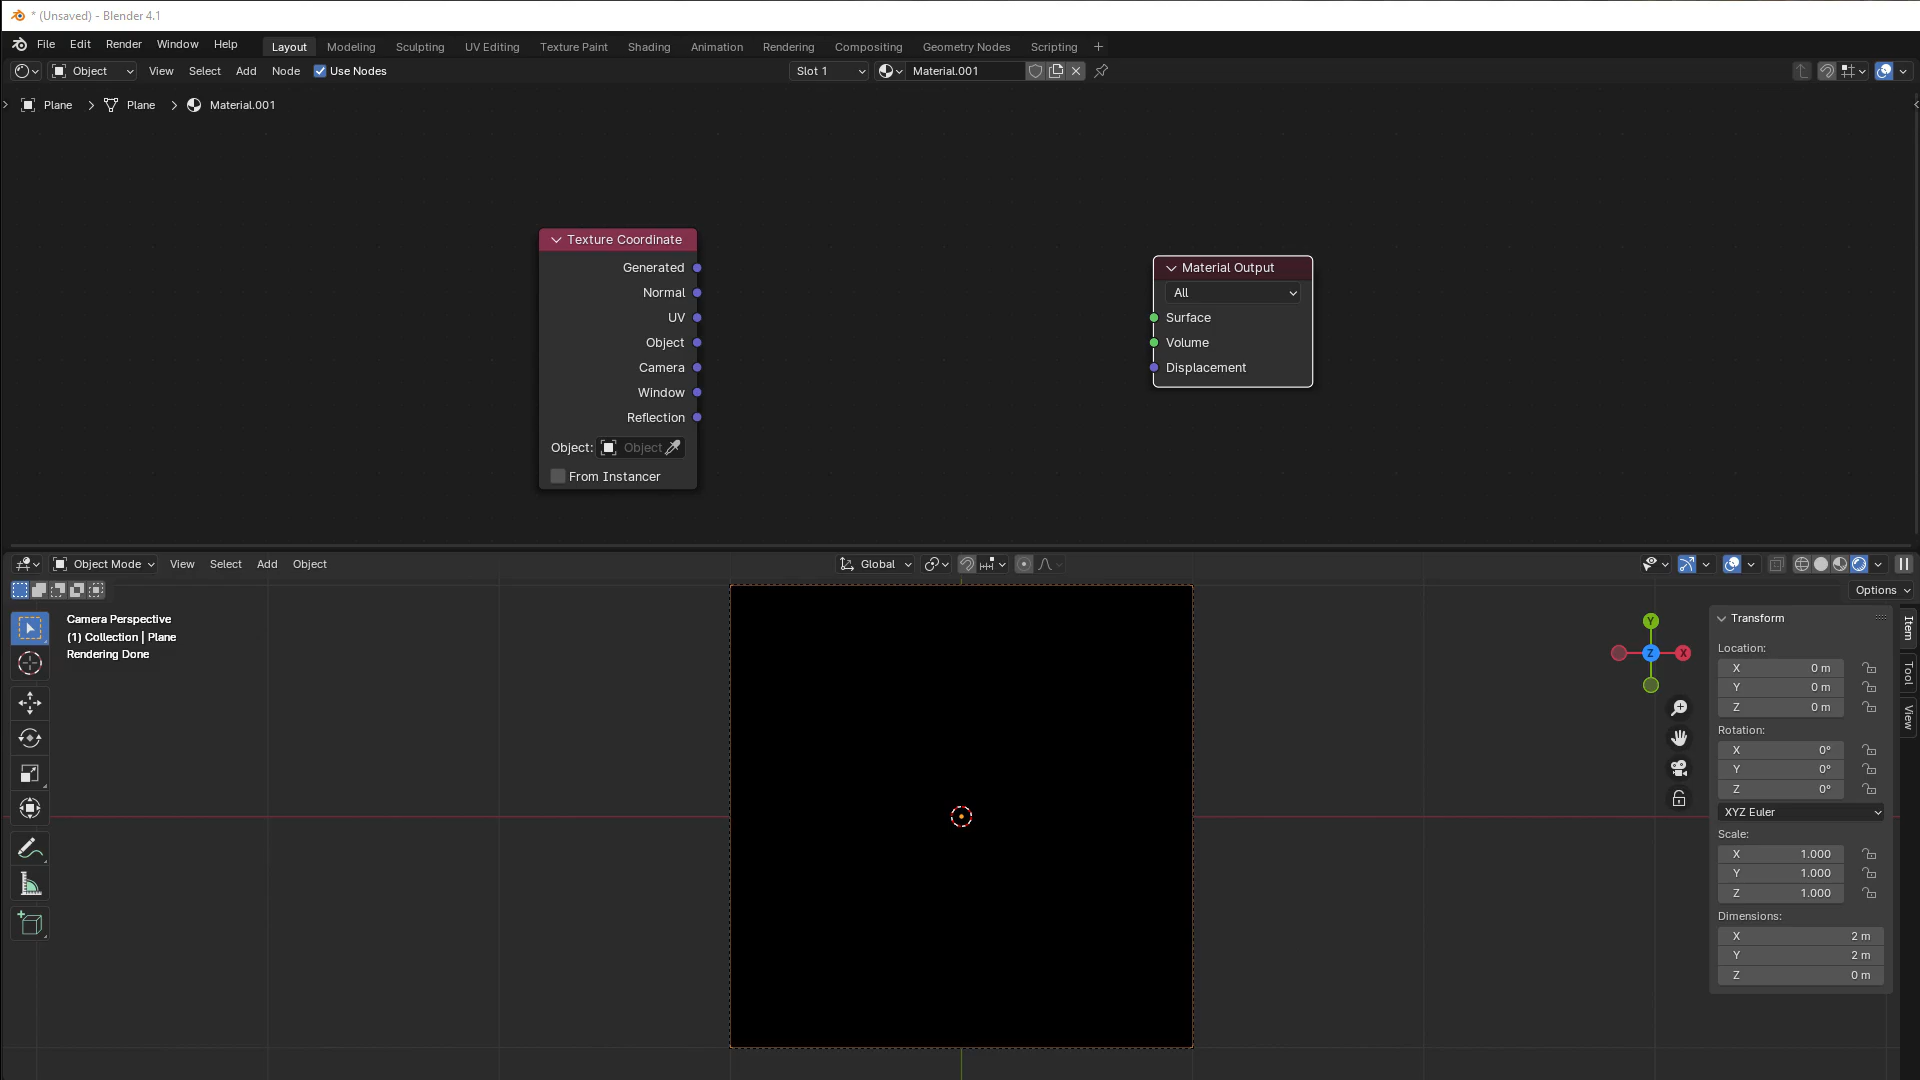 * (Unsaved) - Blender 4.1
File Edit Render Window Help Layout Modeling Sculpting UV Editing Texture Paint Shading Animation Rendering Compositing Geometry Nodes Scripting +
Object View Select Add Node Use Nodes Slot 1 Material.001
Plane Plane Material.001
Texture Coordinate
Generated
Normal
UV
Object
Camera
Window
Reflection
Object: Object
From Instancer
Material Output
All
Surface
Volume
Displacement
Object Mode View Select Add Object Global
Options
Camera Perspective
(1) Collection | Plane
Rendering Done
Y
Z X
Transform
Location:
X 0 m
Y 0 m
Z 0 m
Rotation:
X 0°
Y 0°
Z 0°
XYZ Euler
Scale:
X 1.000
Y 1.000
Z 1.000
Dimensions:
X 2 m
Y 2 m
Z 0 m
Item
Tool
View